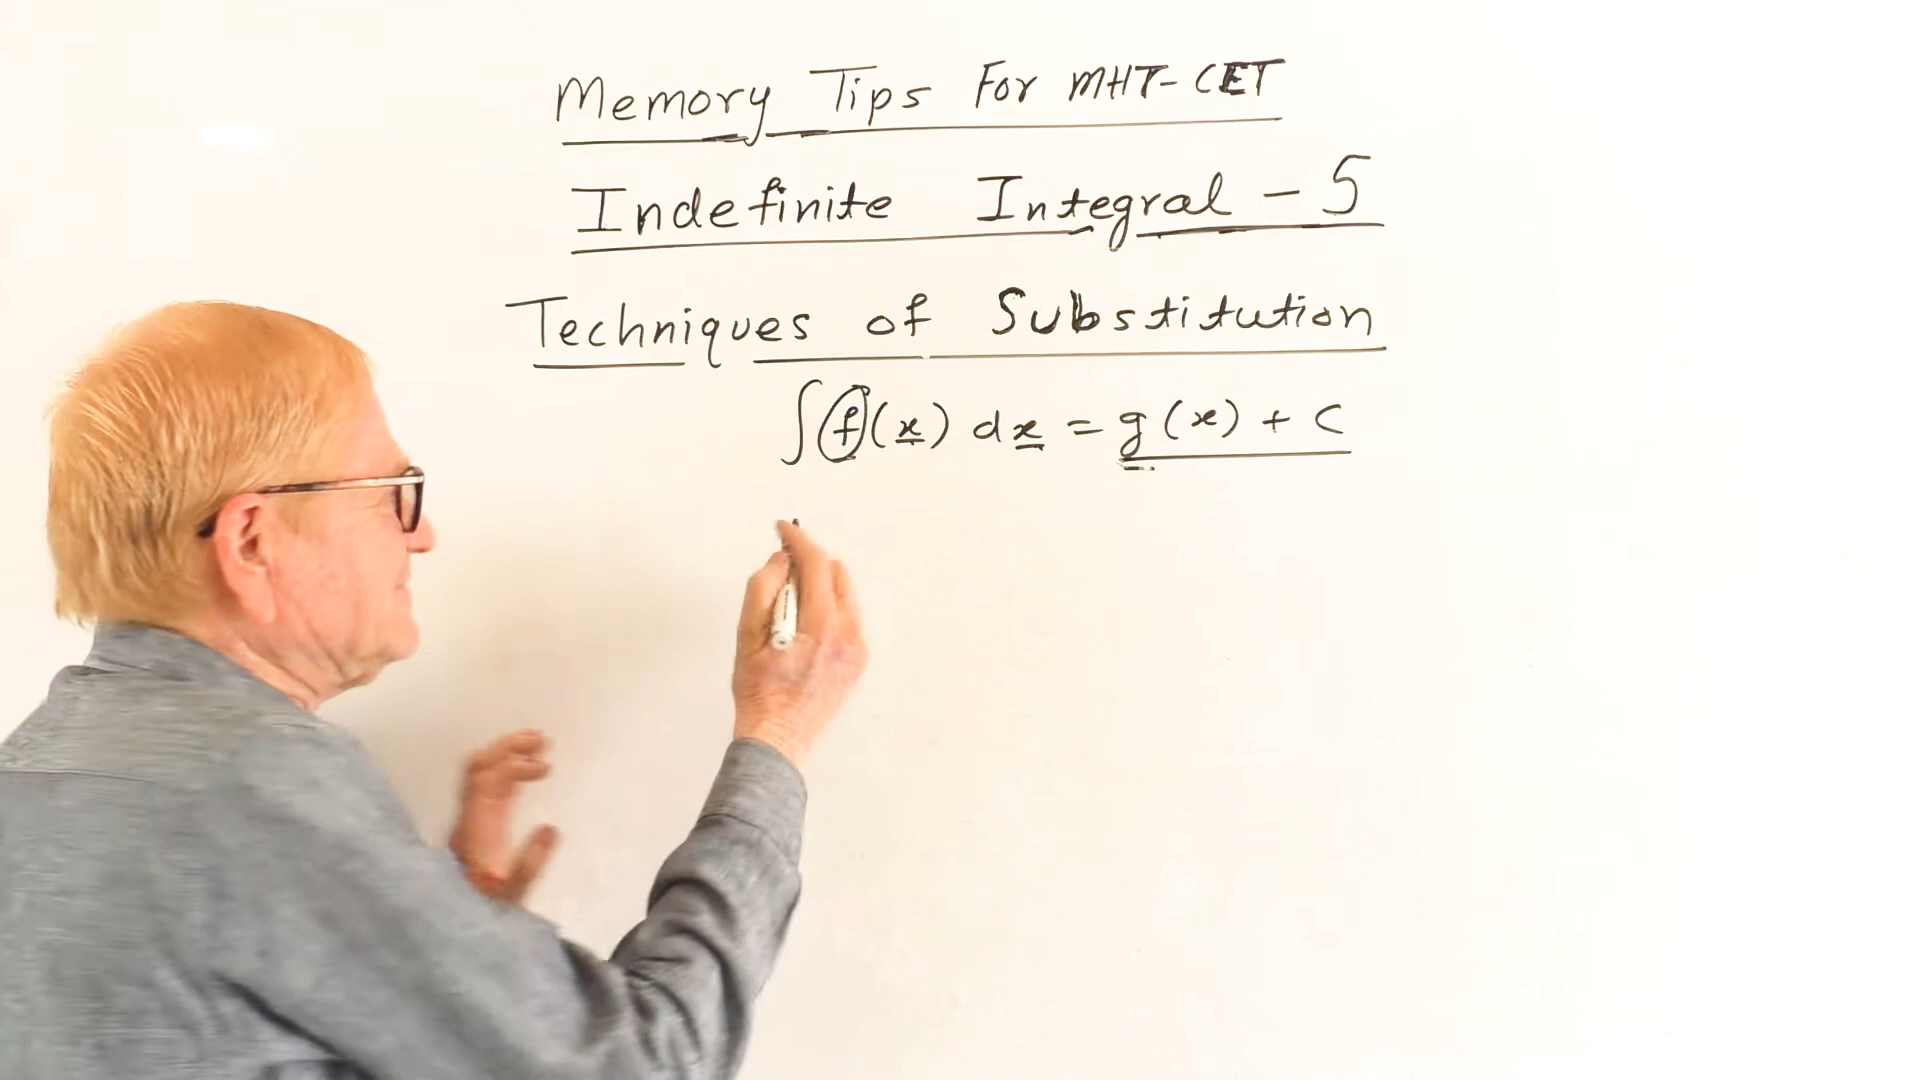 Memory Tips For MHT-CET
Indefinite Integral - 5
Techniques of Substitution
∫f(x) dx = g(x) + c